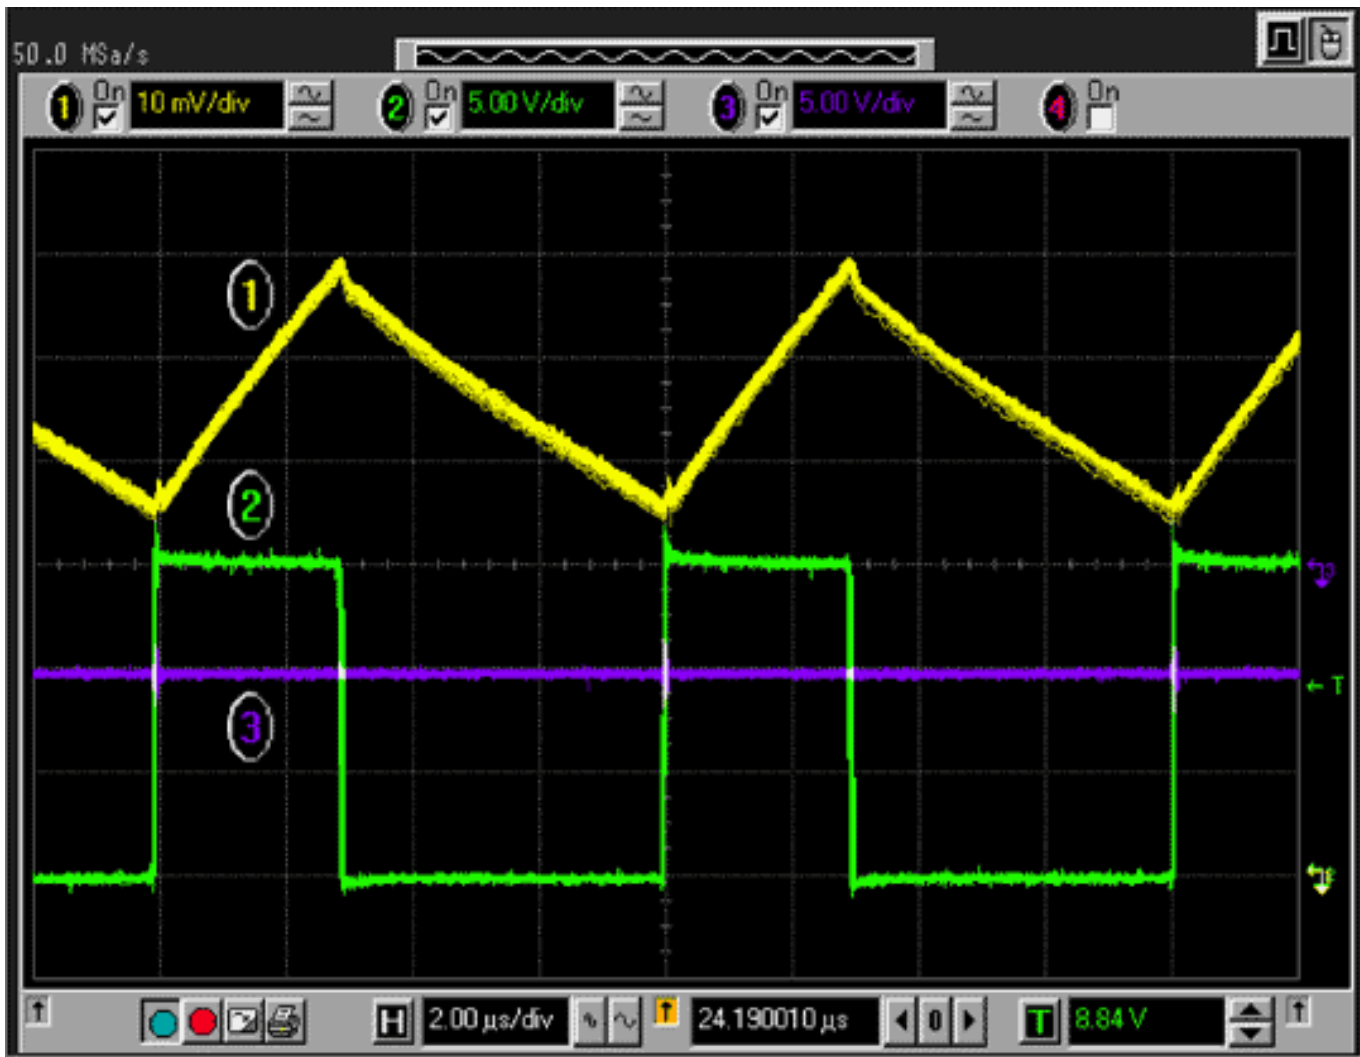 50.0 MSa/s
1 On 10 mV/div 2 On 5.00 V/div 3 On 5.00 V/div 4 On
1
2
3
T
H 2.00 µs/div 24.190010 µs 0 T 8.84 V